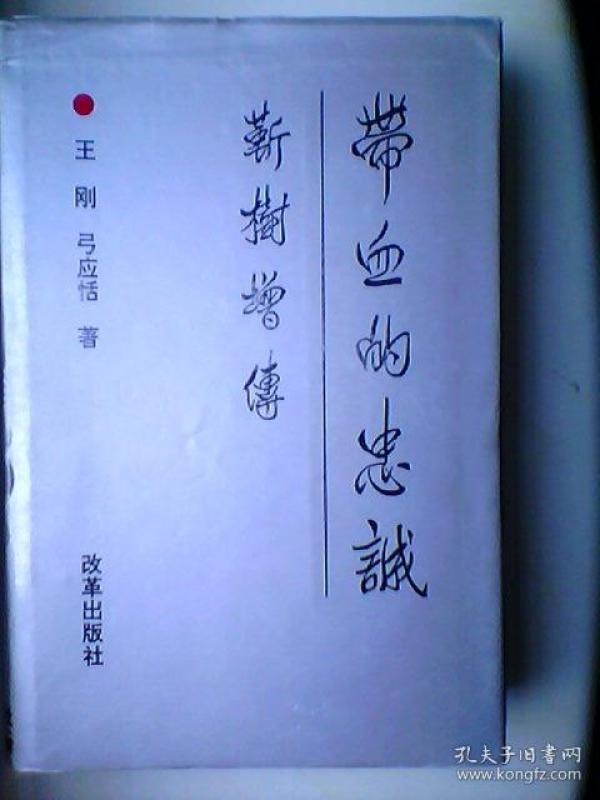 帶血的忠誠
靳樹增傳
王刚 弓应恬 著
改革出版社
孔夫子旧書网
www.kongfz.com